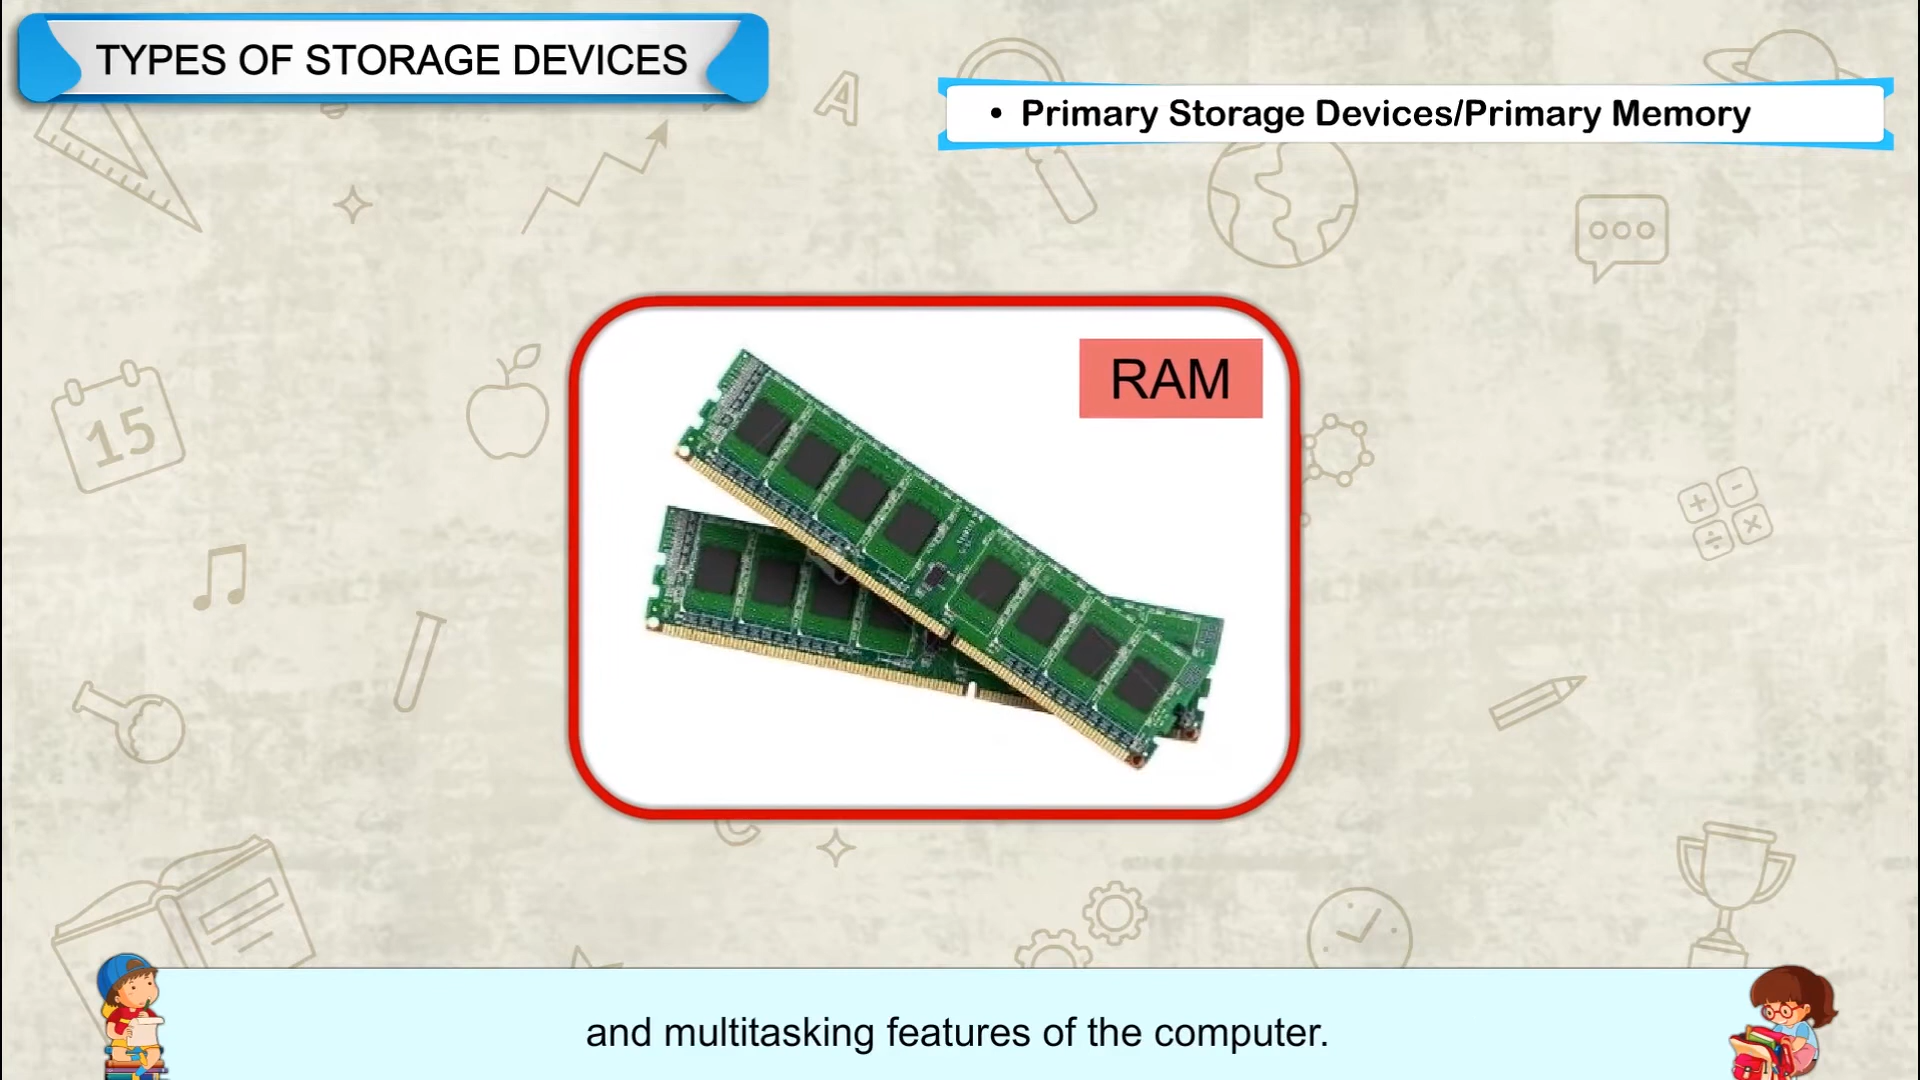 TYPES OF STORAGE DEVICES
• Primary Storage Devices/Primary Memory
RAM
A
15
and multitasking features of the computer.